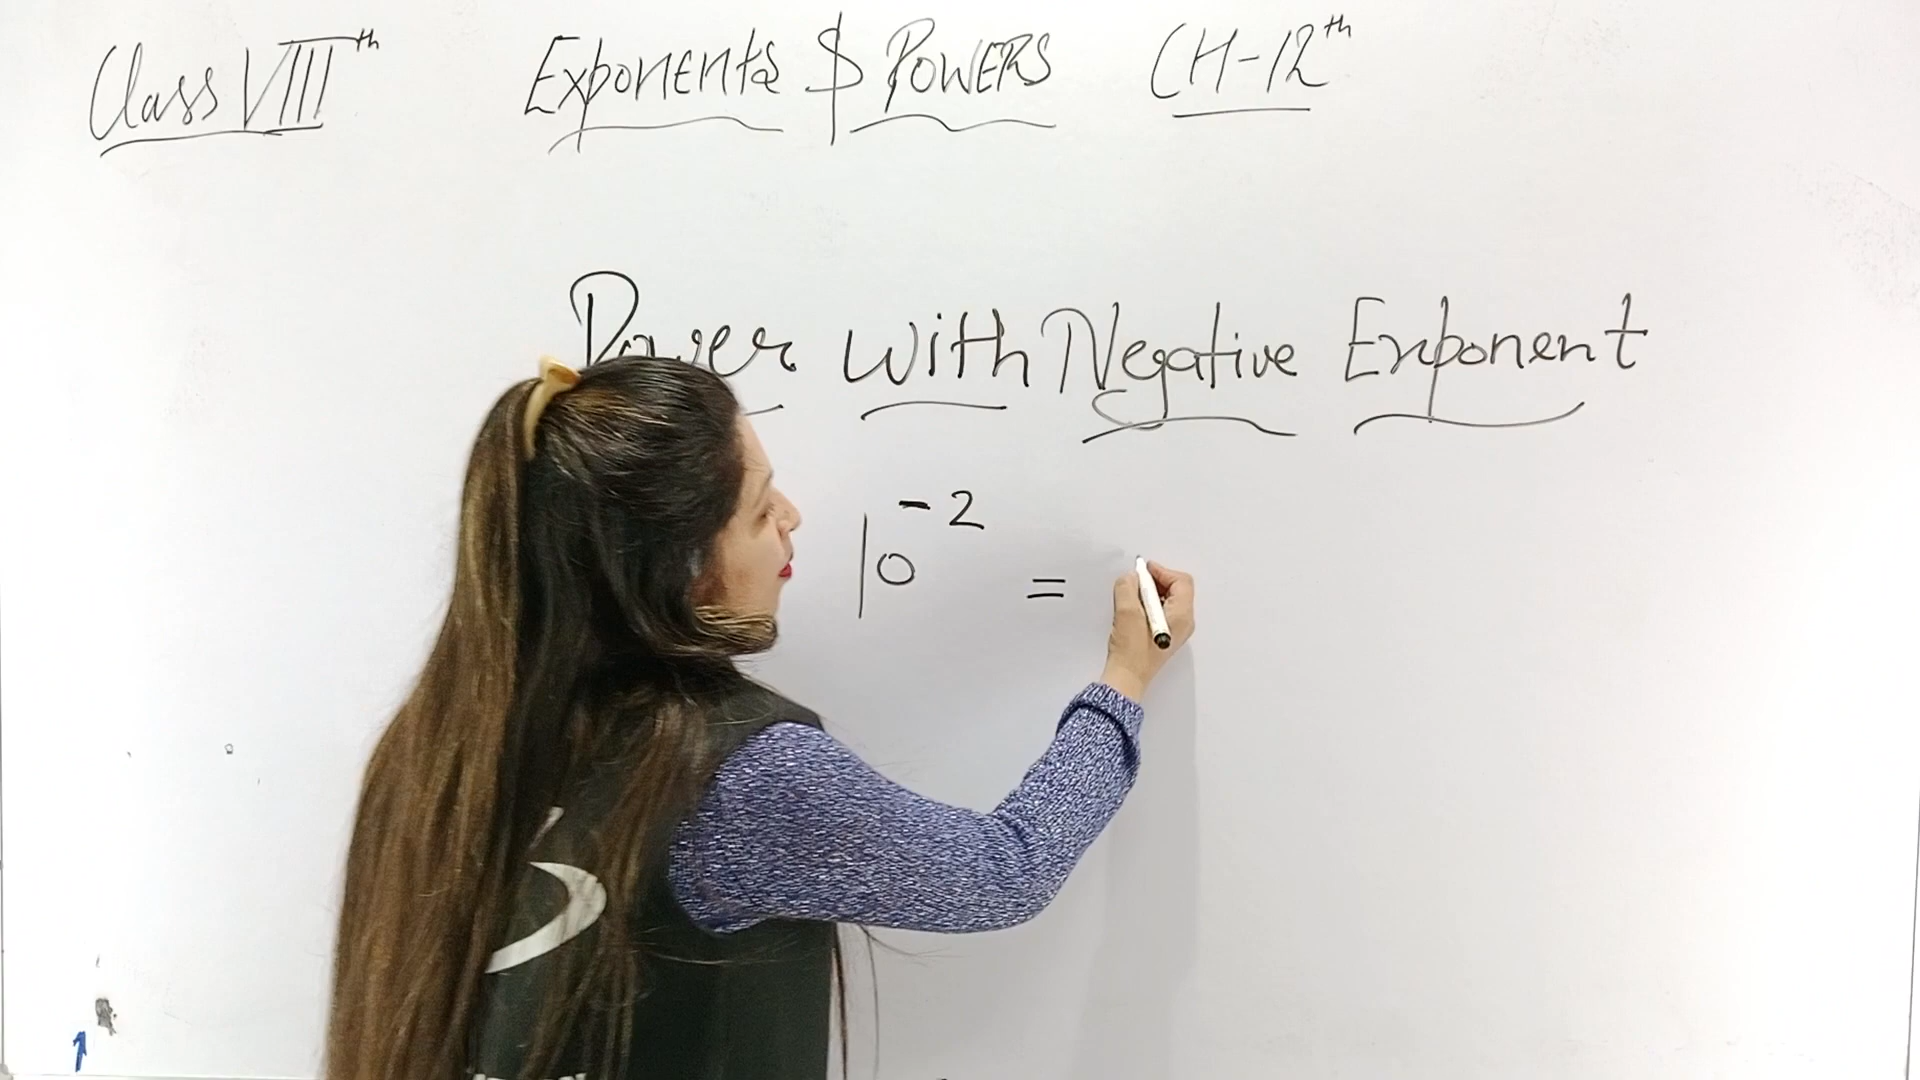 Class VIIIth Exponents $ POWERS CH-12th
Power with Negative Exponent
10^-2 =